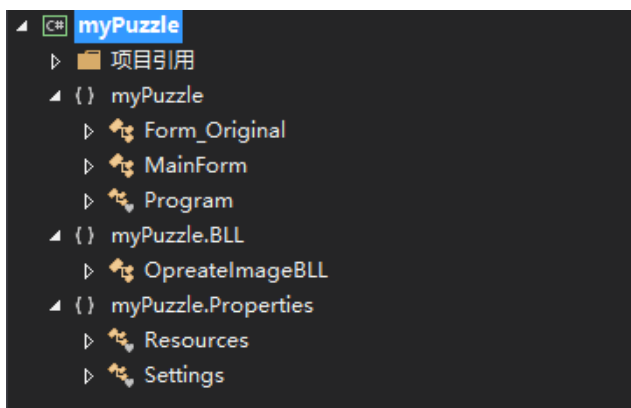 C# myPuzzle
项目引用
{ } myPuzzle
Form_Original
MainForm
Program
{ } myPuzzle.BLL
OpreateImageBLL
{ } myPuzzle.Properties
Resources
Settings